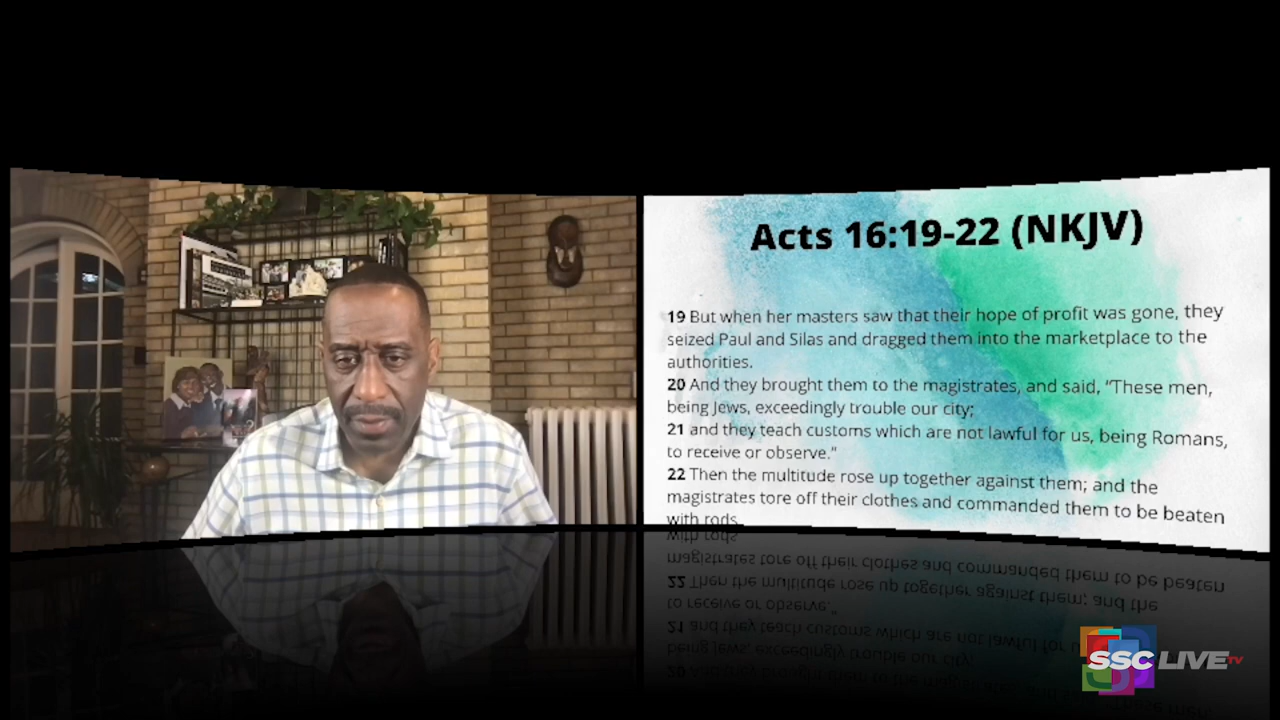 Acts 16:19-22 (NKJV)
19 But when her masters saw that their hope of profit was gone, they
seized Paul and Silas and dragged them into the marketplace to the
authorities.
20 And they brought them to the magistrates, and said, "These men,
being Jews, exceedingly trouble our city;
21 and they teach customs which are not lawful for us, being Romans,
to receive or observe."
22 Then the multitude rose up together against them; and the
magistrates tore off their clothes and commanded them to be beaten
with rods.
SSC LIVE TV